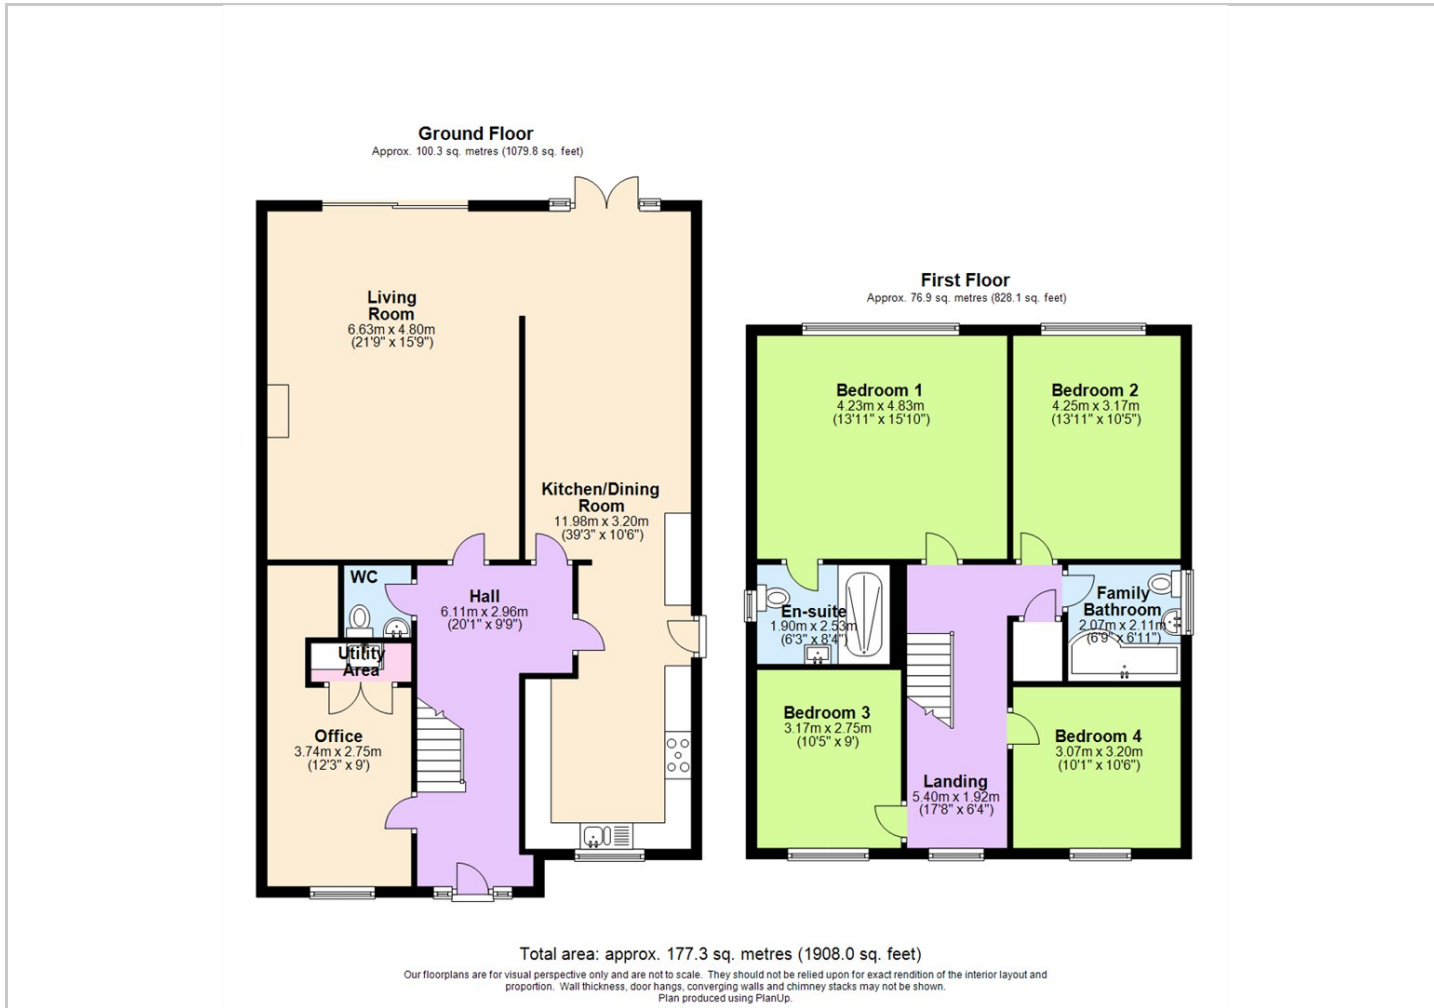 Ground Floor
Approx. 100.3 sq. metres (1079.8 sq. feet)
Living
Room
6.63m x 4.80m
(21'9" x 15'9")
Kitchen/Dining
Room
11.98m x 3.20m
(39'3" x 10'6")
WC
Hall
6.11m x 2.96m
(20'1" x 9'9")
Utility
Area
Office
3.74m x 2.75m
(12'3" x 9')
First Floor
Approx. 76.9 sq. metres (828.1 sq. feet)
Bedroom 1
4.23m x 4.83m
(13'11" x 15'10")
Bedroom 2
4.25m x 3.17m
(13'11" x 10'5")
En-suite
1.90m x 2.53m
(6'3" x 8'4")
Family
Bathroom
2.07m x 2.11m
(6'9" x 6'11")
Bedroom 3
3.17m x 2.75m
(10'5" x 9')
Bedroom 4
3.07m x 3.20m
(10'1" x 10'6")
Landing
5.40m x 1.92m
(17'8" x 6'4")
Total area: approx. 177.3 sq. metres (1908.0 sq. feet)
Our floorplans are for visual perspective only and are not to scale. They should not be relied upon for exact rendition of the interior layout and
proportion. Wall thickness, door hangs, converging walls and chimney stacks may not be shown.
Plan produced using PlanUp.